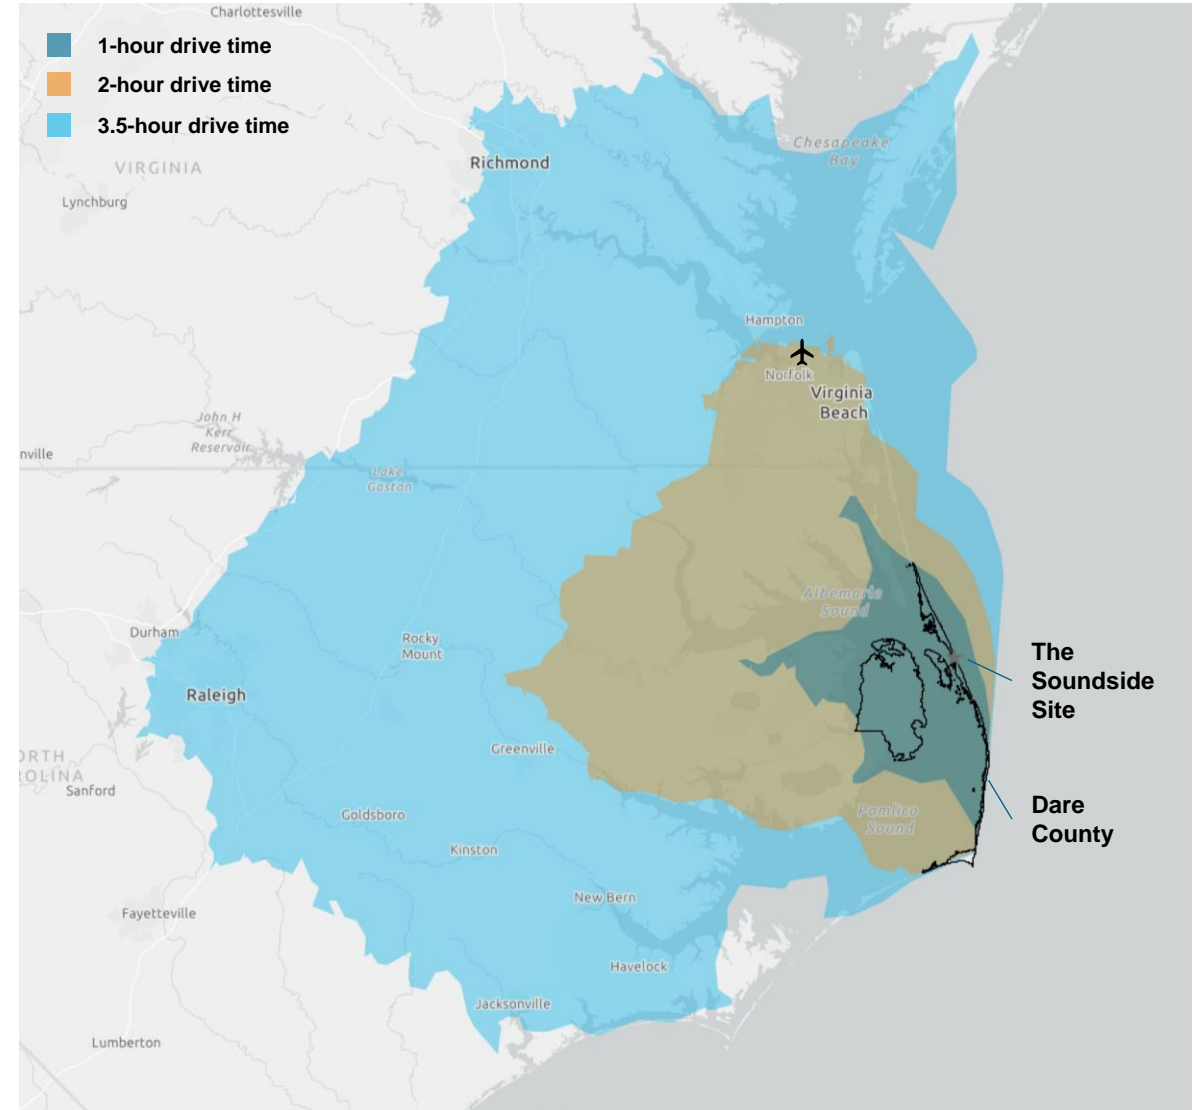 Charlottesville
1-hour drive time
2-hour drive time
3.5-hour drive time
Chesapeake
Bay
Richmond
VIRGINIA
Lynchburg
Hampton
Norfolk
Virginia
Beach
John H
Kerr
Reservoir
nville
Lake
Gaston
Albemarle
Sound
Durham
Rocky
Mount
The
Soundside
Site
Raleigh
Greenville
ORTH
ROLINA
Sanford
Pamlico
Sound
Dare
County
Goldsboro
Kinston
New Bern
Fayetteville
Havelock
Jacksonville
Lumberton